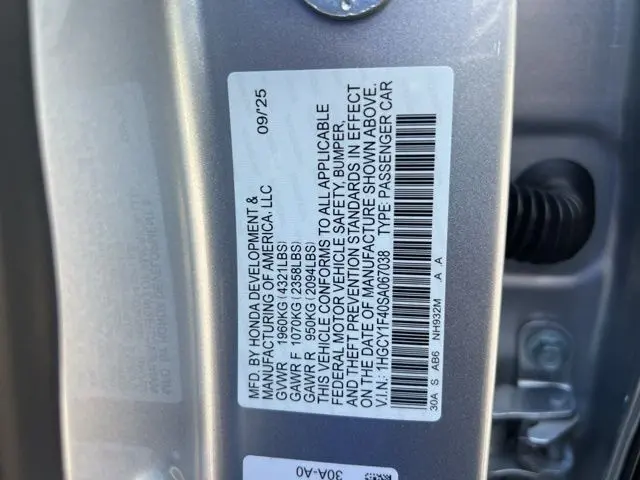 MFD. BY HONDA DEVELOPMENT & 09/'25
MANUFACTURING OF AMERICA, LLC
GVWR 1960KG (4321LBS)
GAWR F 1070KG (2358LBS)
GAWR R 950KG (2094LBS)
THIS VEHICLE CONFORMS TO ALL APPLICABLE
FEDERAL MOTOR VEHICLE SAFETY, BUMPER,
AND THEFT PREVENTION STANDARDS IN EFFECT
ON THE DATE OF MANUFACTURE SHOWN ABOVE.
V.I.N: 1HGCY1F40SA067038 TYPE: PASSENGER CAR
30A S AB6 NH932M A A
30A-A0